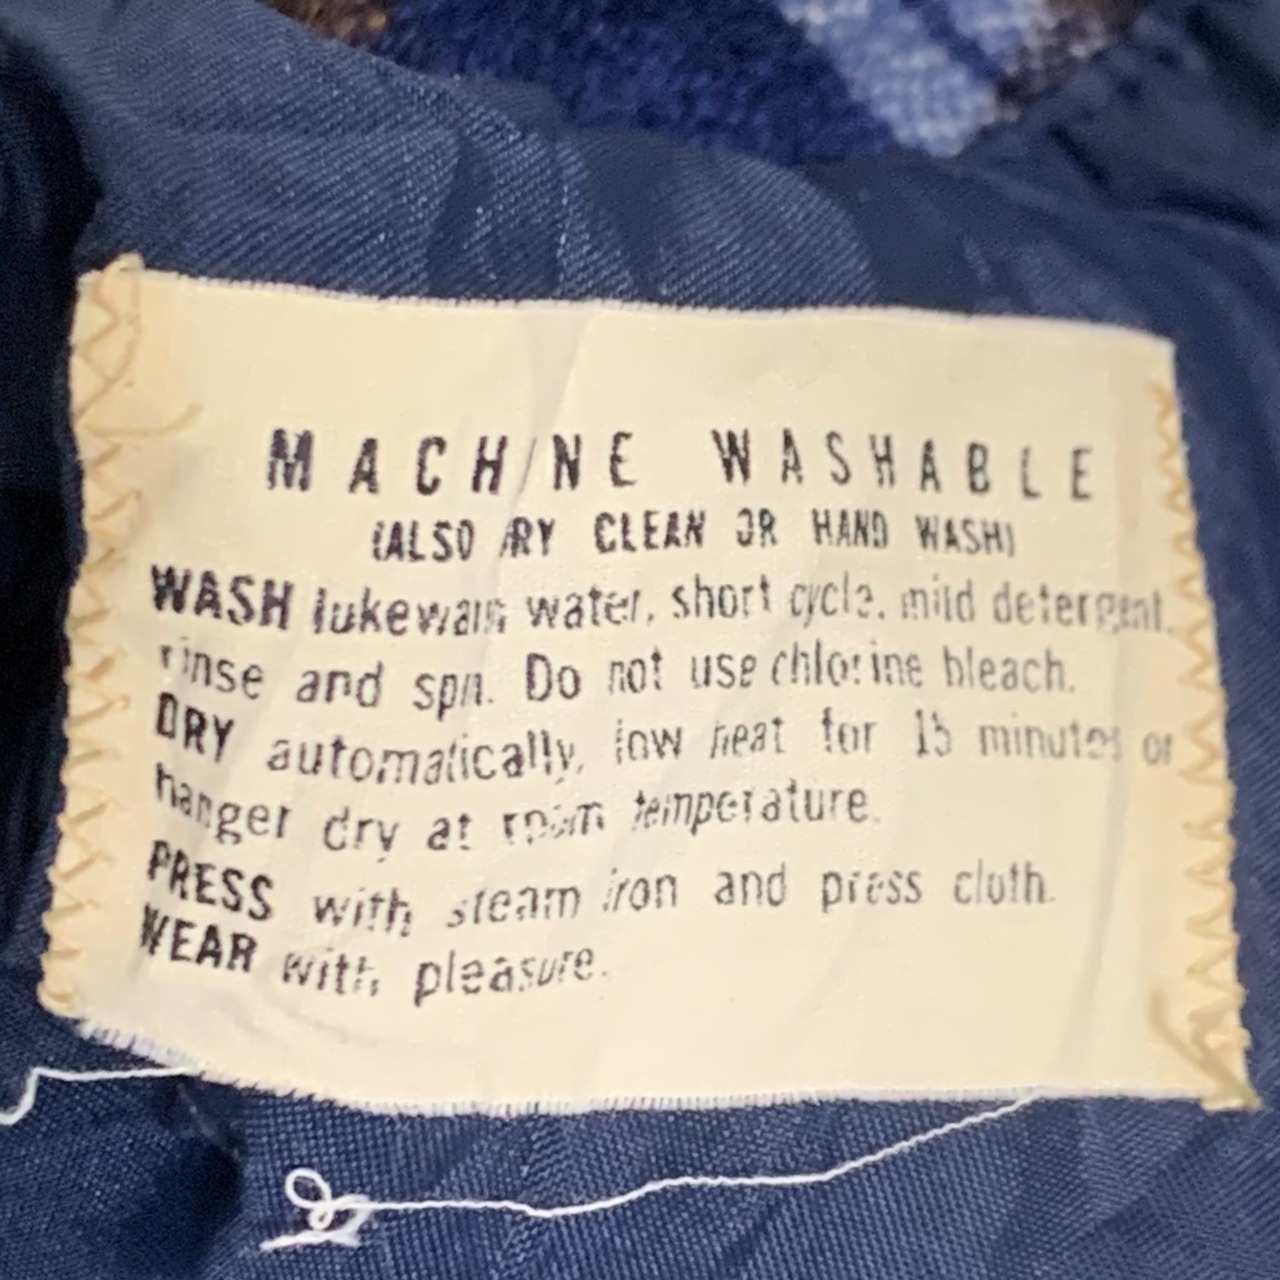 MACHINE WASHABLE
(ALSO DRY CLEAN OR HAND WASH)
WASH lukewarm water, short cycle, mild detergent,
rinse and spin. Do not use chlorine bleach.
DRY automatically, low heat for 15 minutes or
hanger dry at room temperature.
PRESS with steam iron and press cloth.
WEAR with pleasure.